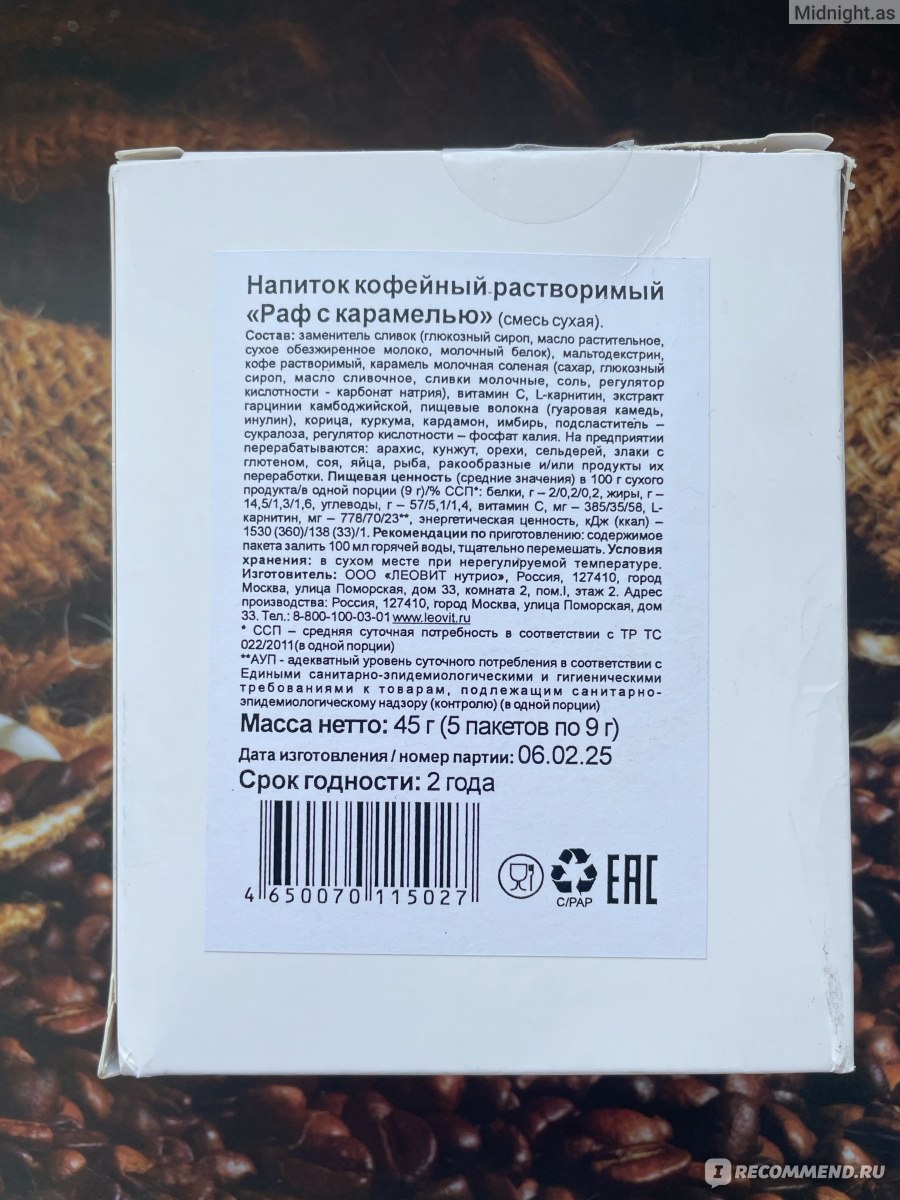 Midnight.as
Напиток кофейный растворимый
«Раф с карамелью» (смесь сухая).
Состав: заменитель сливок (глюкозный сироп, масло растительное,
сухое обезжиренное молоко, молочный белок), мальтодекстрин,
кофе растворимый, карамель молочная соленая (сахар, глюкозный
сироп, масло сливочное, сливки молочные, соль, регулятор
кислотности - карбонат натрия), витамин С, L-карнитин, экстракт
гарцинии камбоджийской, пищевые волокна (гуаровая камедь,
инулин), корица, куркума, кардамон, имбирь, подсластитель –
сукралоза, регулятор кислотности – фосфат калия. На предприятии
перерабатываются: арахис, кунжут, орехи, сельдерей, злаки с
глютеном, соя, яйца, рыба, ракообразные и/или продукты их
переработки. Пищевая ценность (средние значения) в 100 г сухого
продукта/в одной порции (9 г)/% ССП*: белки, г – 2/0,2/0,2, жиры, г –
14,5/1,3/1,6, углеводы, г – 57/5,1/1,4, витамин С, мг – 385/35/58, L-
карнитин, мг – 778/70/23**, энергетическая ценность, кДж (ккал) –
1530 (360)/138 (33)/1. Рекомендации по приготовлению: содержимое
пакета залить 100 мл горячей воды, тщательно перемешать. Условия
хранения: в сухом месте при нерегулируемой температуре.
Изготовитель: ООО «ЛЕОВИТ нутрио», Россия, 127410, город
Москва, улица Поморская, дом 33, комната 2, пом.I, этаж 2. Адрес
производства: Россия, 127410, город Москва, улица Поморская, дом
33. Тел.: 8-800-100-03-01 www.leovit.ru
* ССП – средняя суточная потребность в соответствии с ТР ТС
022/2011(в одной порции)
**АУП - адекватный уровень суточного потребления в соответствии с
Едиными санитарно-эпидемиологическими и гигиеническими
требованиями к товарам, подлежащим санитарно-
эпидемиологическому надзору (контролю) (в одной порции)
Масса нетто: 45 г (5 пакетов по 9 г)
Дата изготовления / номер партии: 06.02.25
Срок годности: 2 года
4 650070 115027
C/PAP
EAC
IRECOMMEND.RU